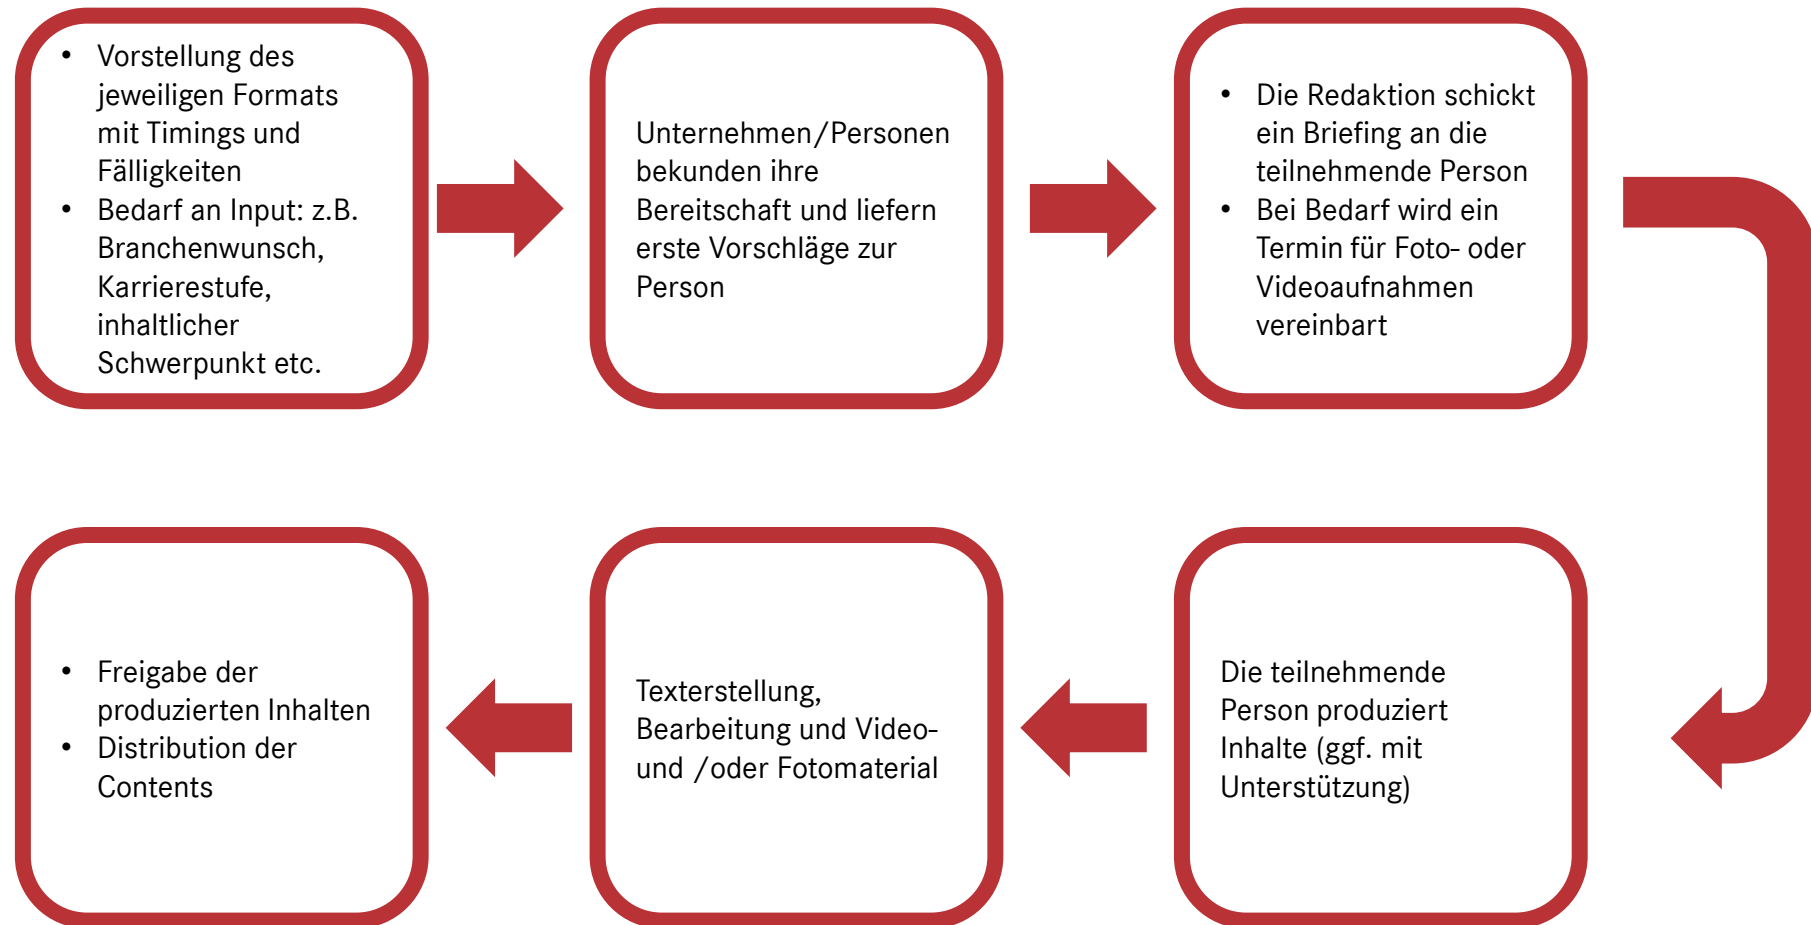 • Vorstellung des
jeweiligen Formats
mit Timings und
Fälligkeiten
• Bedarf an Input: z.B.
Branchenwunsch,
Karrierestufe,
inhaltlicher
Schwerpunkt etc.
Unternehmen/Personen
bekunden ihre
Bereitschaft und liefern
erste Vorschläge zur
Person
• Die Redaktion schickt
ein Briefing an die
teilnehmende Person
• Bei Bedarf wird ein
Termin für Foto- oder
Videoaufnahmen
vereinbart
Die teilnehmende
Person produziert
Inhalte (ggf. mit
Unterstützung)
Texterstellung,
Bearbeitung und Video-
und /oder Fotomaterial
• Freigabe der
produzierten Inhalten
• Distribution der
Contents